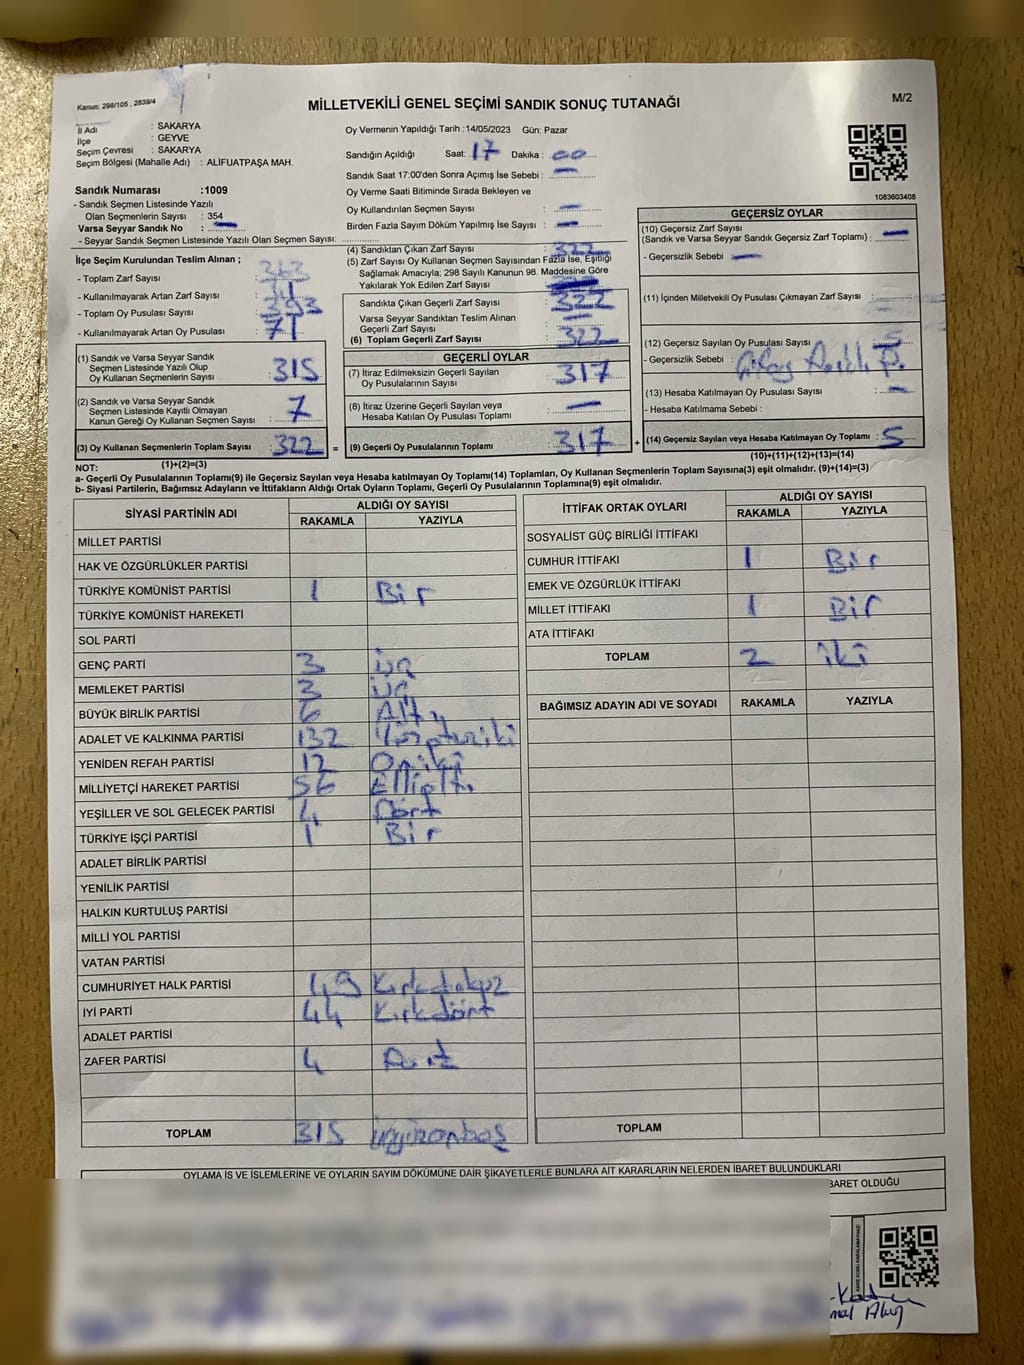 Kanun; 298/105 , 2839/4
MİLLETVEKİLİ GENEL SEÇİMİ SANDIK SONUÇ TUTANAĞI
M/2
İl Adı : SAKARYA
İlçe : GEYVE
Seçim Çevresi : SAKARYA
Seçim Bölgesi (Mahalle Adı) : ALİFUATPAŞA MAH.
Sandık Numarası :1009
- Sandık Seçmen Listesinde Yazılı
Olan Seçmenlerin Sayısı : 354
Varsa Seyyar Sandık No : —
- Seyyar Sandık Seçmen Listesinde Yazılı Olan Seçmen Sayısı:
İlçe Seçim Kurulundan Teslim Alınan ;
- Toplam Zarf Sayısı :
- Kullanılmayarak Artan Zarf Sayısı :
- Toplam Oy Pusulası Sayısı : 393
- Kullanılmayarak Artan Oy Pusulası : 71
(1) Sandık ve Varsa Seyyar Sandık
Seçmen Listesinde Yazılı Olup
Oy Kullanan Seçmenlerin Sayısı : 315
(2) Sandık ve Varsa Seyyar Sandık
Seçmen Listesinde Kayıtlı Olmayan
Kanun Gereği Oy Kullanan Seçmen Sayısı : 7
(3) Oy Kullanan Seçmenlerin Toplam Sayısı : 322
(1)+(2)=(3)
Oy Vermenin Yapıldığı Tarih :14/05/2023 Gün: Pazar
Sandığın Açıldığı Saat: 17 Dakika : 00
Sandık Saat 17:00'den Sonra Açımış İse Sebebi : —
Oy Verme Saati Bitiminde Sırada Bekleyen ve
Oy Kullandırılan Seçmen Sayısı : —
Birden Fazla Sayım Döküm Yapılmış İse Sayısı : —
(4) Sandıktan Çıkan Zarf Sayısı : 322
(5) Zarf Sayısı Oy Kullanan Seçmen Sayısından Fazla İse, Eşitliği
Sağlamak Amacıyla; 298 Sayılı Kanunun 98. Maddesine Göre
Yakılarak Yok Edilen Zarf Sayısı :
Sandıkta Çıkan Geçerli Zarf Sayısı : 322
Varsa Seyyar Sandıktan Teslim Alınan
Geçerli Zarf Sayısı : —
(6) Toplam Geçerli Zarf Sayısı : 322
GEÇERLİ OYLAR
(7) İtiraz Edilmeksizin Geçerli Sayılan
Oy Pusulalarının Sayısı : 317
(8) İtiraz Üzerine Geçerli Sayılan veya
Hesaba Katılan Oy Pusulası Toplamı : —
= (9) Gerçerli Oy Pusulalarının Toplamı : 317 +
1083603408
GEÇERSİZ OYLAR
(10) Geçersiz Zarf Sayısı
(Sandık ve Varsa Seyyar Sandık Geçersiz Zarf Toplamı) : —
- Geçersizlik Sebebi : —
(11) İçinden Milletvekili Oy Pusulası Çıkmayan Zarf Sayısı :
(12) Geçersiz Sayılan Oy Pusulası Sayısı : 5
- Geçersizlik Sebebi :
(13) Hesaba Katılmayan Oy Pusulası Sayısı : —
- Hesaba Katılmama Sebebi :
(14) Geçersiz Sayılan veya Hesaba Katılmayan Oy Toplamı : 5
(10)+(11)+(12)+(13)=(14)
NOT:
a- Geçerli Oy Pusulalarının Toplamı(9) ile Geçersiz Sayılan veya Hesaba katılmayan Oy Toplamı(14) Toplamları, Oy Kullanan Seçmenlerin Toplam Sayısına(3) eşit olmalıdır. (9)+(14)=(3)
b- Siyasi Partilerin, Bağımsız Adayların ve İttifakların Aldığı Ortak Oyların Toplamı, Geçerli Oy Pusulalarının Toplamına(9) eşit olmalıdır.
SİYASİ PARTİNİN ADI ALDIĞI OY SAYISI
RAKAMLA YAZIYLA
MİLLET PARTİSİ
HAK VE ÖZGÜRLÜKLER PARTİSİ
TÜRKİYE KOMÜNİST PARTİSİ 1 Bir
TÜRKİYE KOMÜNİST HAREKETİ
SOL PARTİ
GENÇ PARTİ 3 üç
MEMLEKET PARTİSİ 3 üç
BÜYÜK BİRLİK PARTİSİ 6 Altı
ADALET VE KALKINMA PARTİSİ 132 Yüzotuziki
YENİDEN REFAH PARTİSİ 12 Oniki
MİLLİYETÇİ HAREKET PARTİSİ 56 Ellialtı
YEŞİLLER VE SOL GELECEK PARTİSİ 4 Dört
TÜRKİYE İŞÇİ PARTİSİ 1 Bir
ADALET BİRLİK PARTİSİ
YENİLİK PARTİSİ
HALKIN KURTULUŞ PARTİSİ
MİLLİ YOL PARTİSİ
VATAN PARTİSİ
CUMHURİYET HALK PARTİSİ 49 Kırkdokuz
İYİ PARTİ 44 Kırkdört
ADALET PARTİSİ
ZAFER PARTİSİ 4 Dört
TOPLAM 315 üçyüzonbeş
İTTİFAK ORTAK OYLARI ALDIĞI OY SAYISI
RAKAMLA YAZIYLA
SOSYALİST GÜÇ BİRLİĞİ İTTİFAKI
CUMHUR İTTİFAKI 1 Bir
EMEK VE ÖZGÜRLÜK İTTİFAKI
MİLLET İTTİFAKI 1 Bir
ATA İTTİFAKI
TOPLAM 2 iki
BAĞIMSIZ ADAYIN ADI VE SOYADI RAKAMLA YAZIYLA
TOPLAM
OYLAMA İŞ VE İŞLEMLERİNE VE OYLARIN SAYIM DÖKÜMÜNE DAİR ŞİKAYETLERLE BUNLARA AİT KARARLARIN NELERDEN İBARET BULUNDUKLARI
BARET OLDUĞU